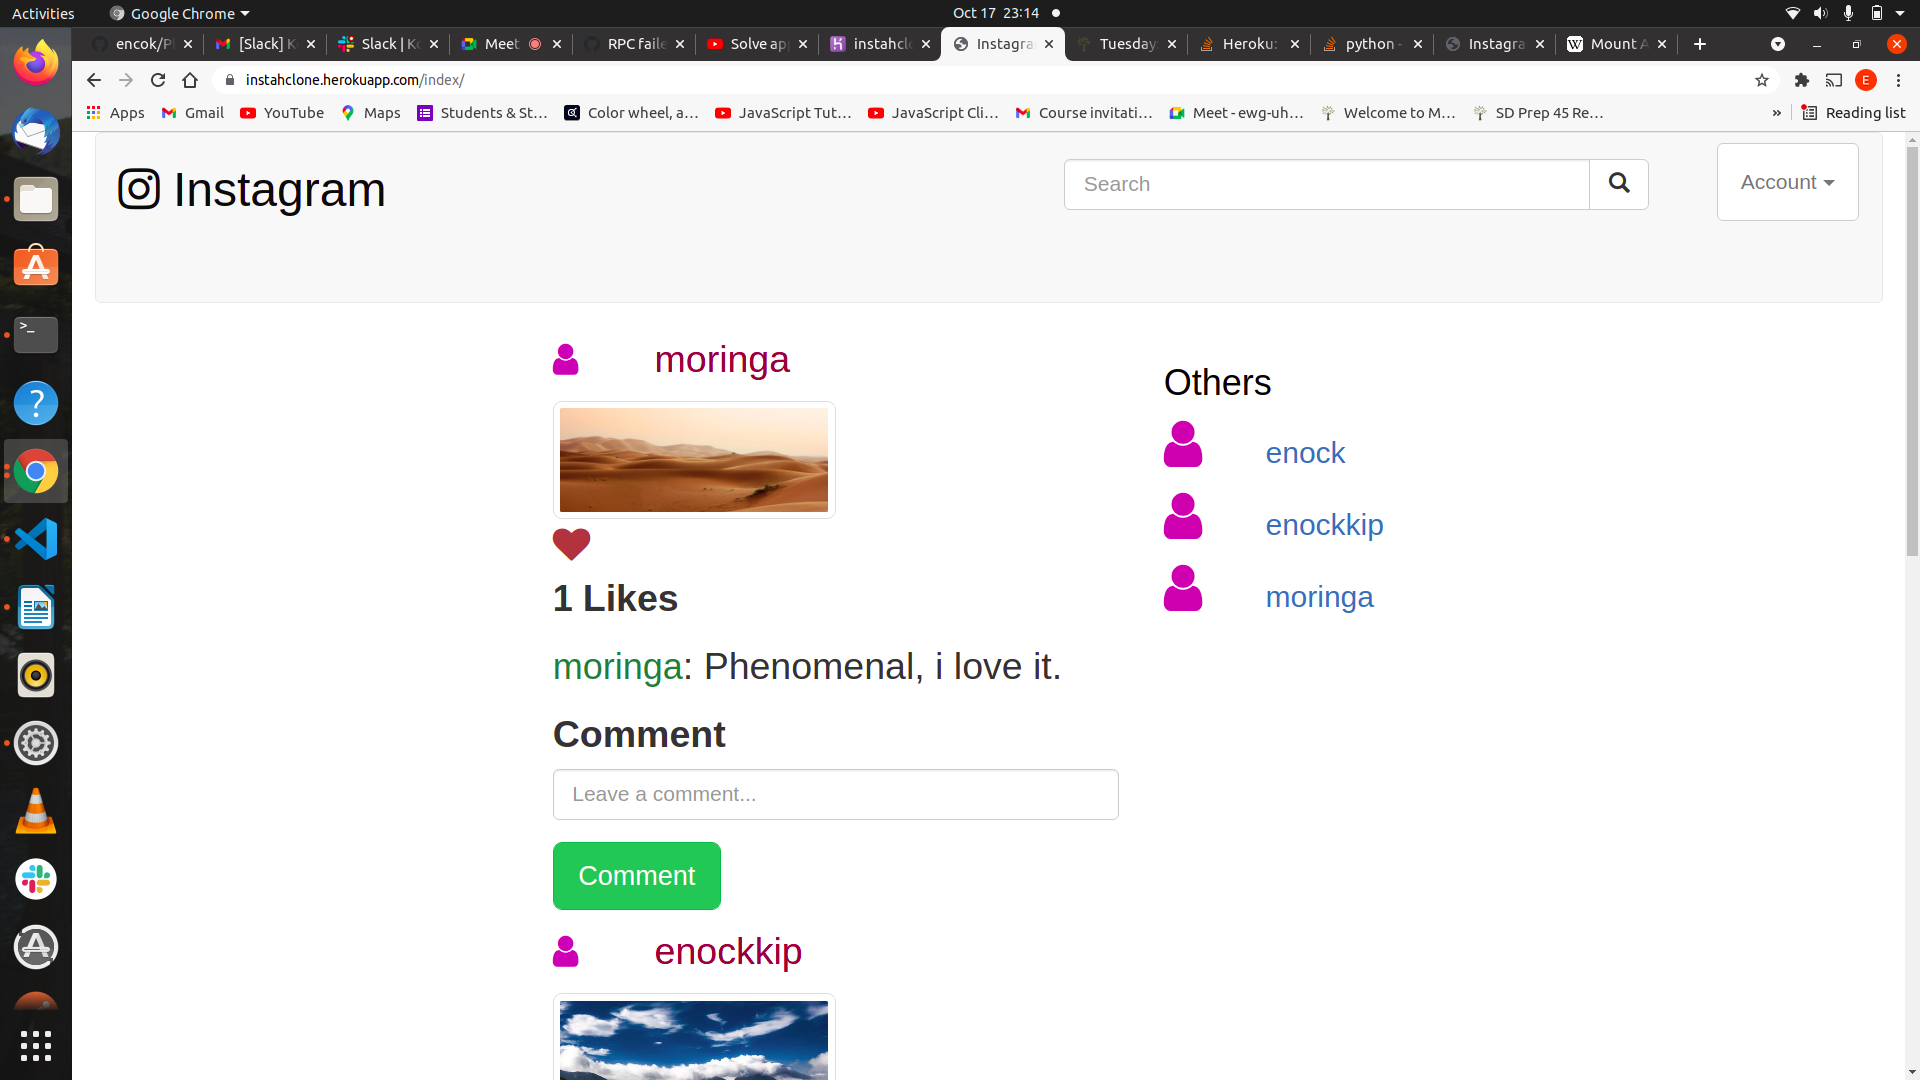 Activities Google Chrome Oct 17 23:14
encok/P [Slack] K Slack | Ko Meet RPC faile Solve ap instahclo Instagra Tuesday Heroku: python - Instagra Mount A
instahclone.herokuapp.com/index/ E
Apps Gmail YouTube Maps Students & St… Color wheel, a… JavaScript Tut… JavaScript Cli… Course invitati… Meet - ewg-uh… Welcome to M… SD Prep 45 Re… » Reading list
Instagram Search Account
moringa
Others
enock
enockkip
moringa
1 Likes
moringa: Phenomenal, i love it.
Comment
Leave a comment...
Comment
enockkip